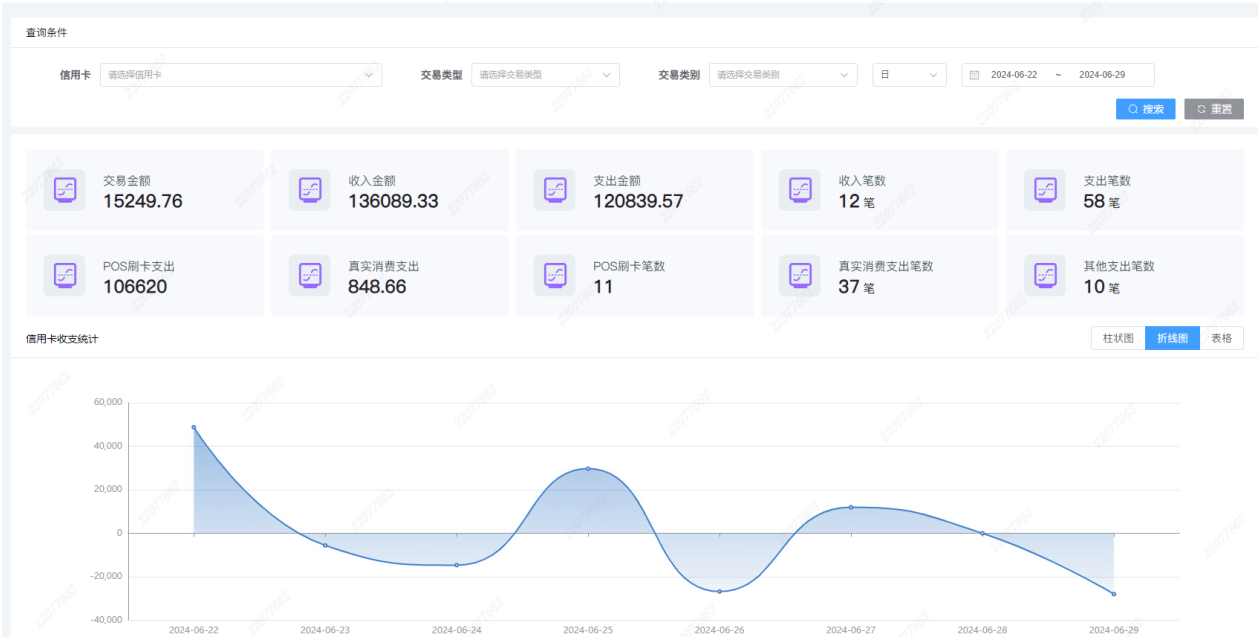 查询条件
信用卡 请选择信用卡 交易类型 请选择交易类型 交易类别 请选择交易类别 日 2024-06-22 ~ 2024-06-29
搜索 重置
交易金额 收入金额 支出金额 收入笔数 支出笔数
15249.76 136089.33 120839.57 12 笔 58 笔
POS刷卡支出 真实消费支出 POS刷卡笔数 真实消费支出笔数 其他支出笔数
106620 848.66 11 37 笔 10 笔
信用卡收支统计 柱状图 折线图 表格
60,000
40,000
20,000
0
-20,000
-40,000
2024-06-22 2024-06-23 2024-06-24 2024-06-25 2024-06-26 2024-06-27 2024-06-28 2024-06-29
22077662